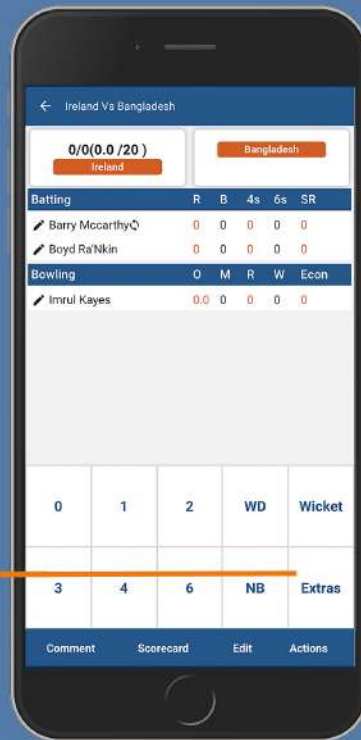 ← Ireland Vs Bangladesh
0/0(0.0 /20 )
Ireland
Bangladesh
Batting R B 4s 6s SR
Barry Mccarthy 0 0 0 0 0
Boyd Ra'Nkin 0 0 0 0 0
Bowling O M R W Econ
Imrul Kayes 0.0 0 0 0 0
0 1 2 WD Wicket
3 4 6 NB Extras
Comment Scorecard Edit Actions